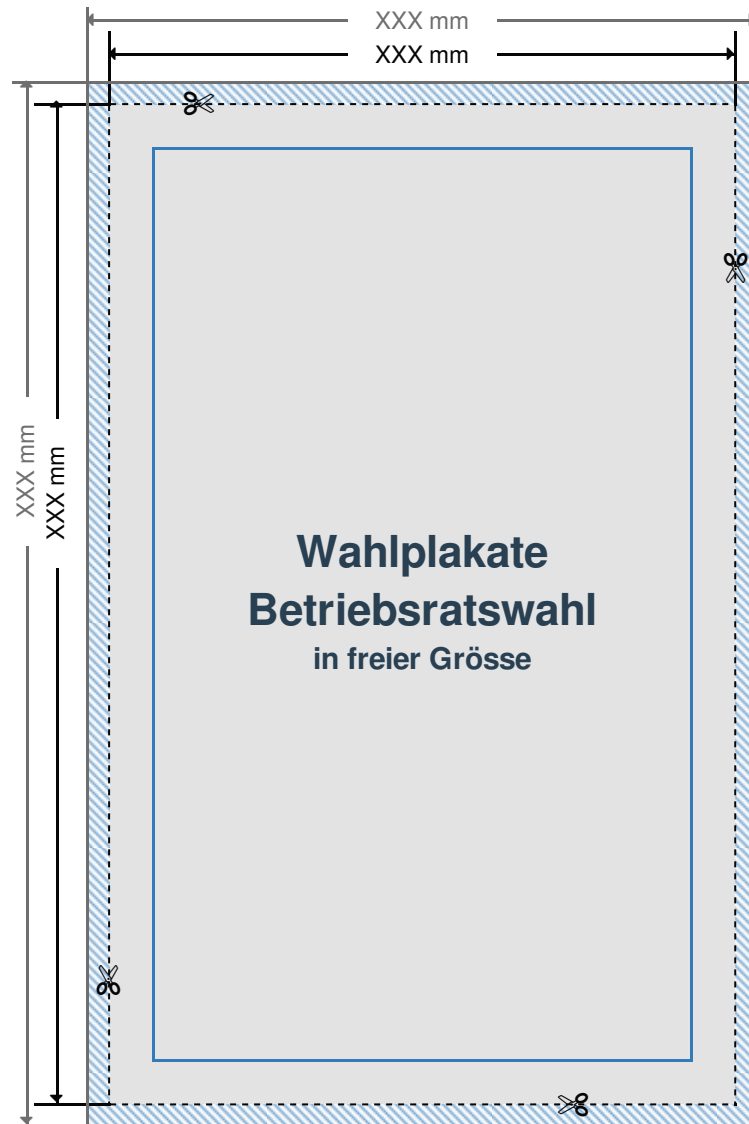 XXX mm
XXX mm
XXX mm
XXX mm
Wahlplakate
Betriebsratswahl
in freier Grösse